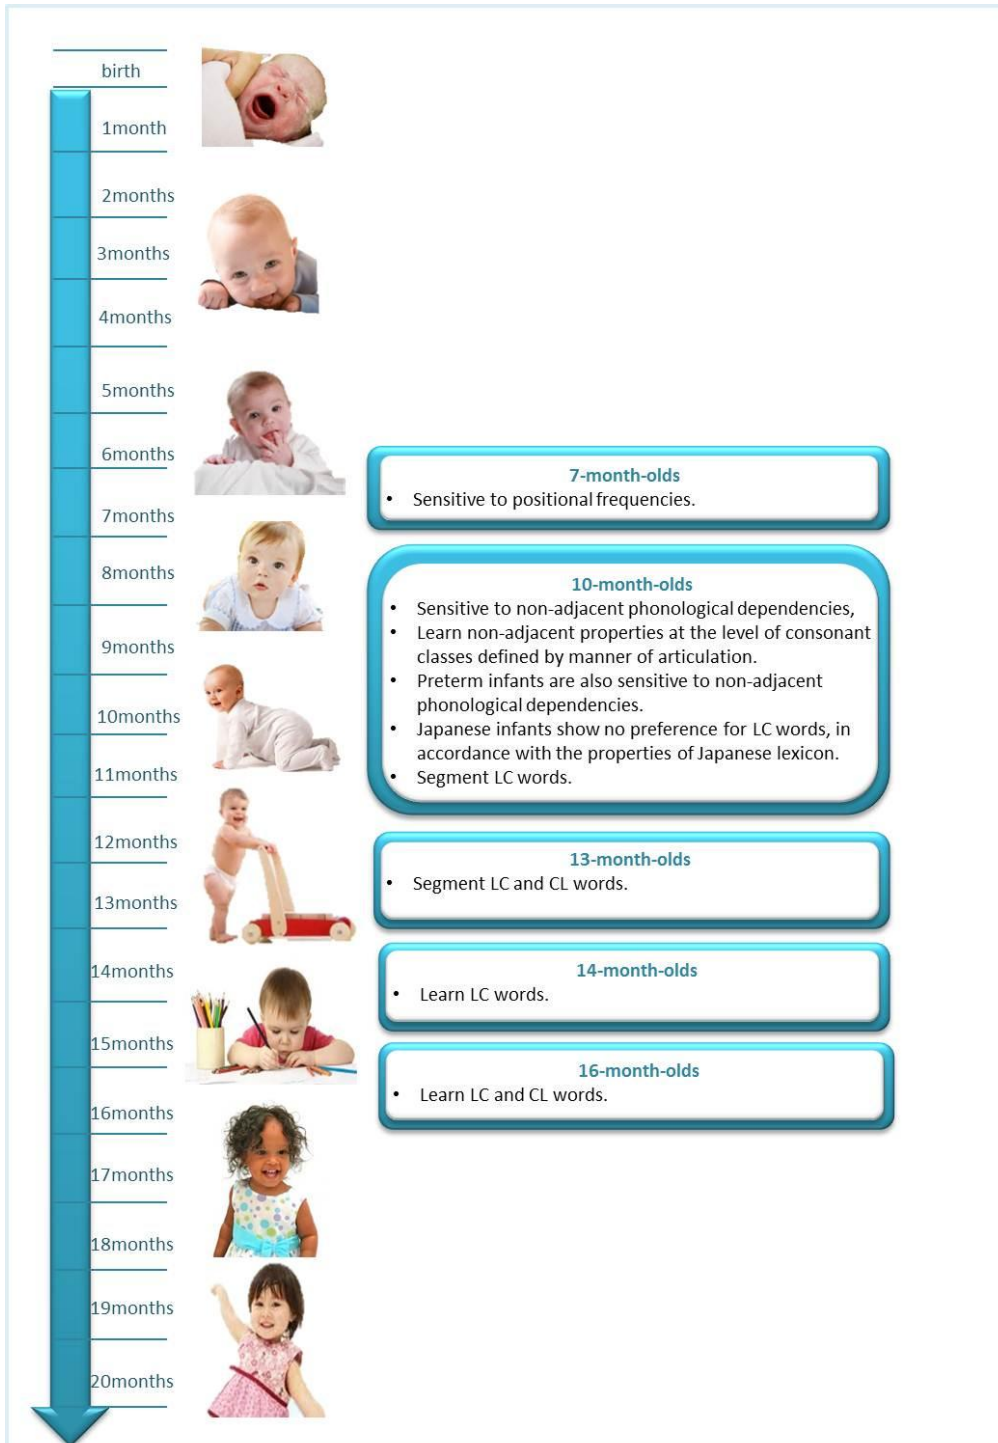 birth
1month
2months
3months
4months
5months
6months
7months
8months
9months
10months
11months
12months
13months
14months
15months
16months
17months
18months
19months
20months
7-month-olds
• Sensitive to positional frequencies.
10-month-olds
• Sensitive to non-adjacent phonological dependencies,
• Learn non-adjacent properties at the level of consonant
classes defined by manner of articulation.
• Preterm infants are also sensitive to non-adjacent
phonological dependencies.
• Japanese infants show no preference for LC words, in
accordance with the properties of Japanese lexicon.
• Segment LC words.
13-month-olds
• Segment LC and CL words.
14-month-olds
• Learn LC words.
16-month-olds
• Learn LC and CL words.